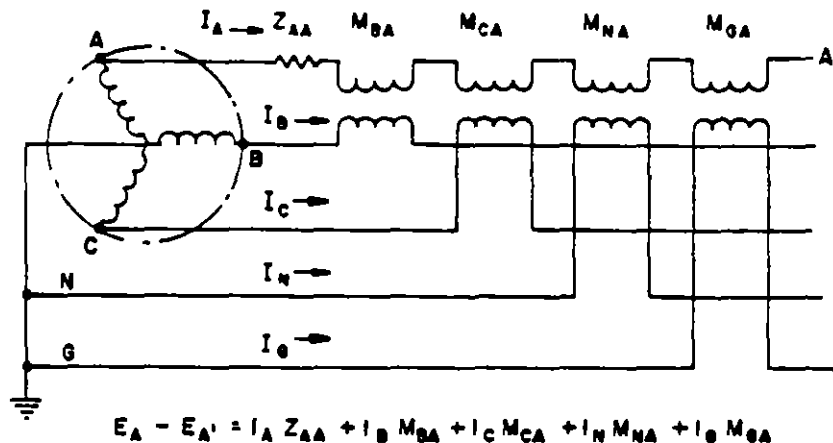 I_A → Z_AA M_BA M_CA M_NA M_GA
A A
I_B →
B
I_C →
C
N I_N →
G I_G →
E_A - E_A' = I_A Z_AA + I_B M_BA + I_C M_CA + I_N M_NA + I_G M_GA